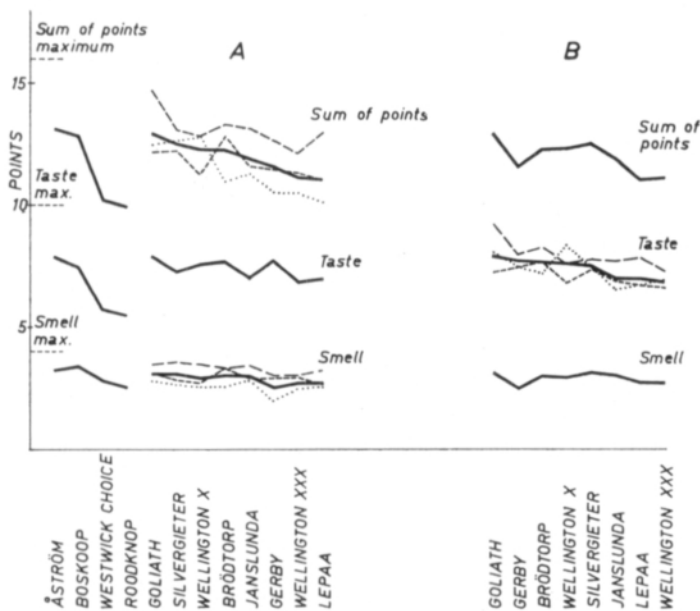 Sum of points
maximum
A
B
15
Sum of points
Sum of
points
POINTS
Taste
max.
10
Taste
Taste
Smell
max.
5
Smell
Smell
ÅSTRÖM
BOSKOOP
WESTWICK CHOICE
ROODKNOP
GOLIATH
SILVERGIETER
WELLINGTON X
BRÖDTORP
JANSLUNDA
GERBY
WELLINGTON XXX
LEPAA
GOLIATH
GERBY
BRÖDTORP
WELLINGTON X
SILVERGIETER
JANSLUNDA
LEPAA
WELLINGTON XXX